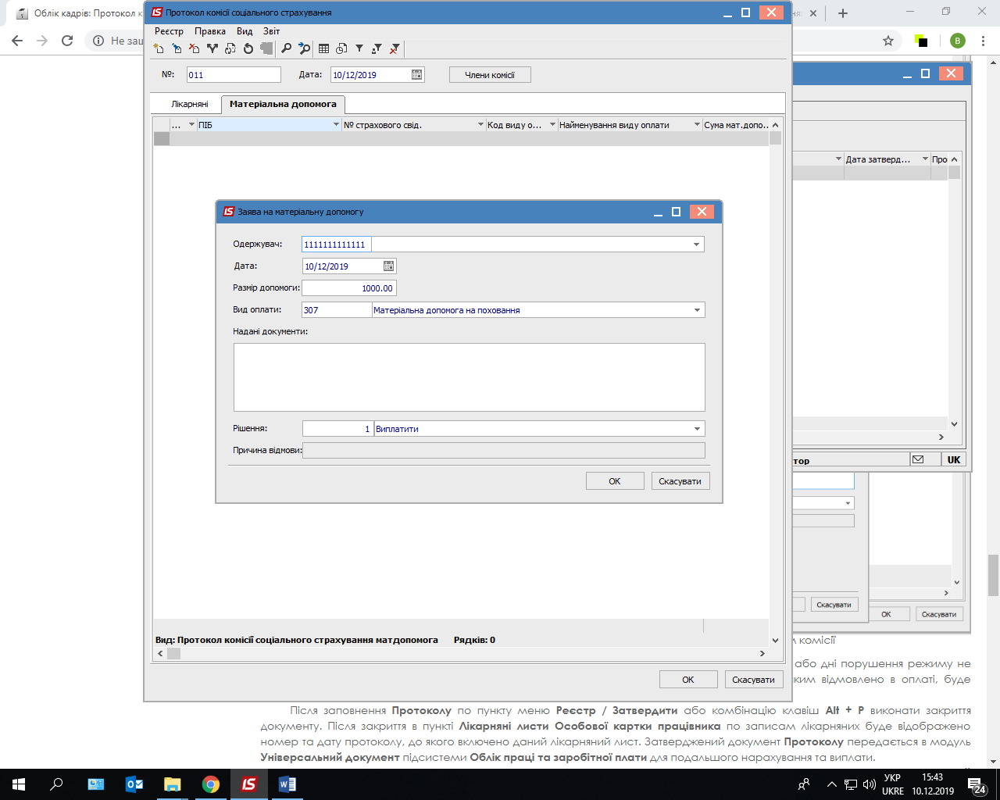 Облік кадрів: Протокол к
Не заш
Протокол комісії соціального страхування
Реєстр Правка Вид Звіт
№: 011 Дата: 10/12/2019 Члени комісії
Лікарняні Матеріальна допомога
... ПІБ № страхового свід. Код виду о... Найменування виду оплати Сума мат.допо...
Дата затверд... Про
Заява на матеріальну допомогу
Одержувач: 1111111111111
Дата: 10/12/2019
Размір допомоги: 1000.00
Вид оплати: 307 Матеріальна допомога на поховання
Надані документи:
Рішення: 1 Виплатити
Причина відмови:
ОК Скасувати
тор UK
Скасувати
ОК Скасувати
Вид: Протокол комісії соціального страхування матдопомога Рядків: 0
ОК Скасувати
м комісії
або дні порушення режиму не
ким відмовлено в оплаті, буде
Після заповнення Протоколу по пункту меню Реєстр / Затвердити або комбінацію клавіш Alt + P виконати закриття
документу. Після закриття в пункті Лікарняні листи Особової картки працівника по записам лікарняних буде відображено
номер та дату протоколу, до якого включено даний лікарняний лист. Затверджений документ Протоколу передається в модуль
Універсальний документ підсистеми Облік праці та заробітної плати для подальшого нарахування та виплати.
УКР
UKRE
15:43
10.12.2019
24